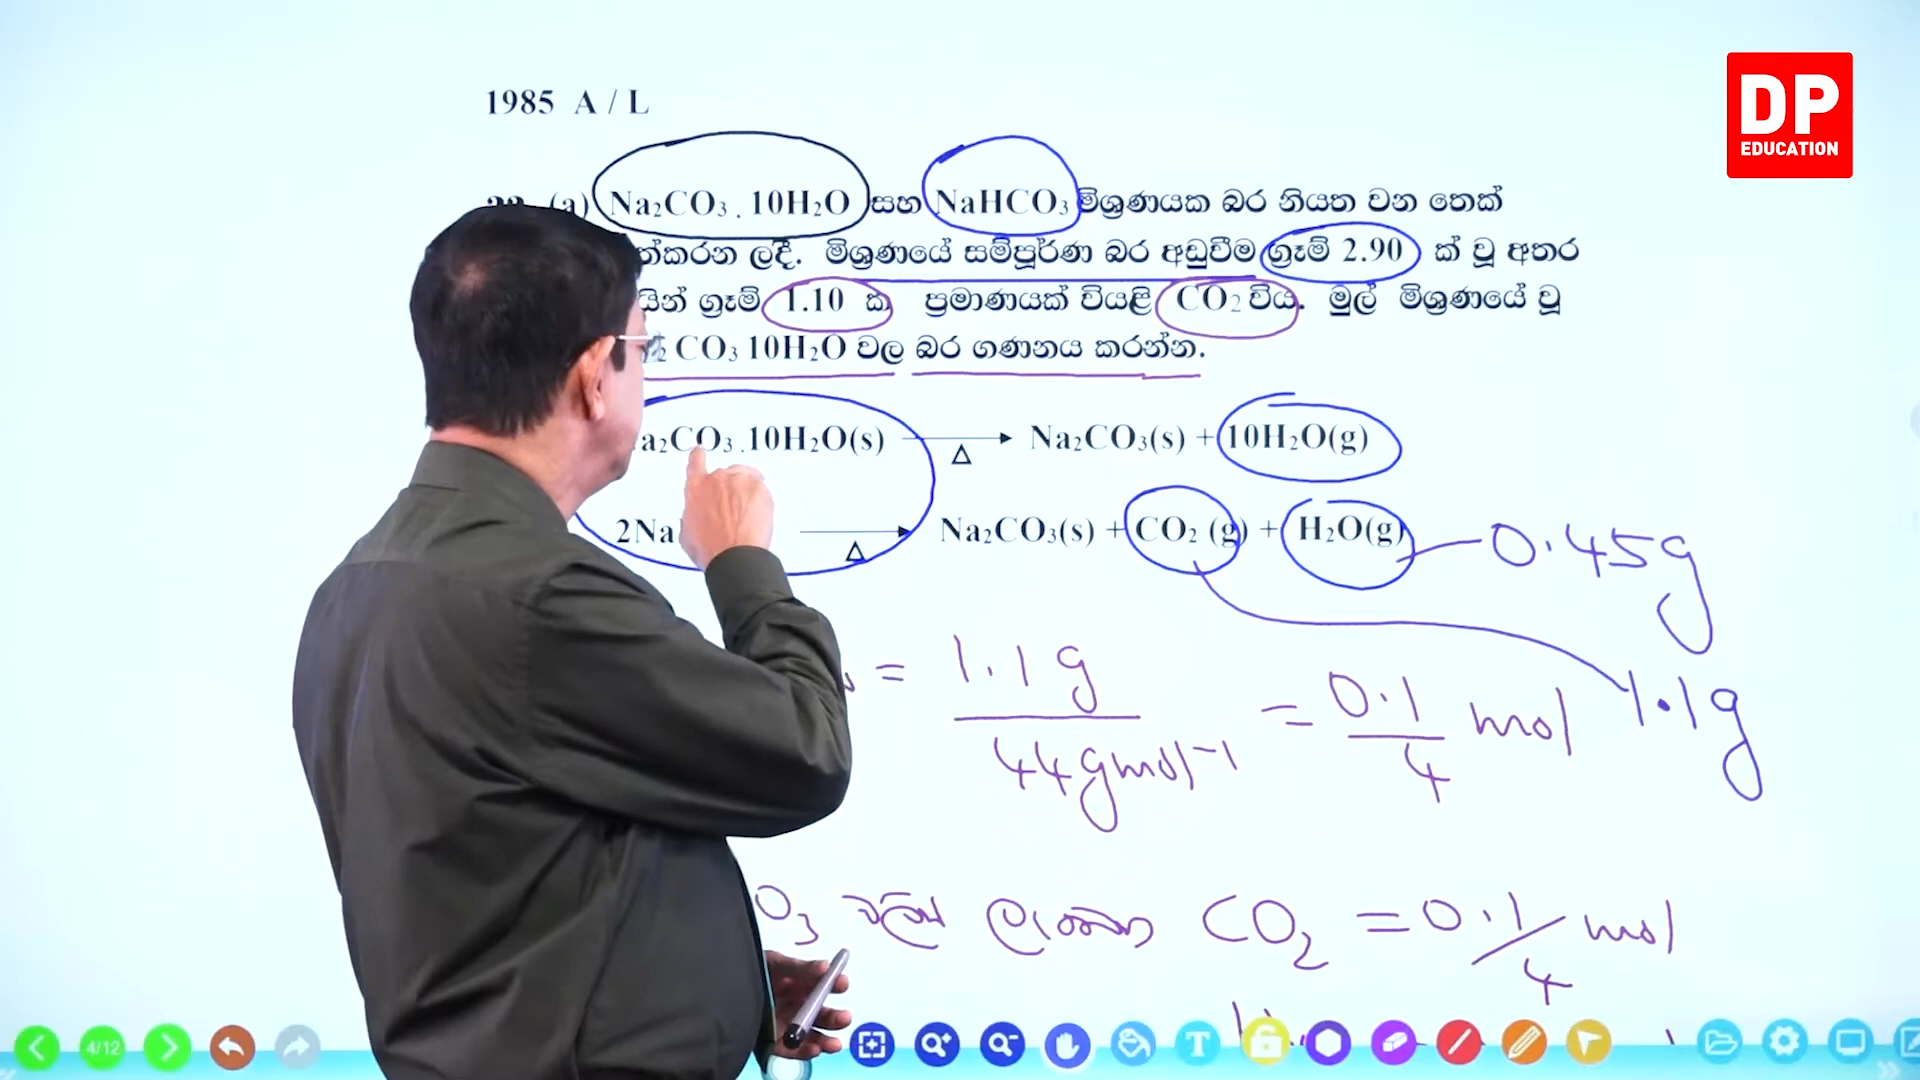 DP
EDUCATION
1985 A / L
(a) Na₂CO₃ . 10H₂O සහ NaHCO₃ මිශ්‍රණයක බර නියත වන තෙක්
ත්කරන ලදී. මිශ්‍රණයේ සම්පූර්ණ බර අඩුවීම ග්‍රෑම් 2.90 ක් වූ අතර
යින් ග්‍රෑම් 1.10 ක ප්‍රමාණයක් වියළි CO₂ විය. මුල් මිශ්‍රණයේ වූ
CO₃ 10H₂O වල බර ගණනය කරන්න.
a₂CO₃ . 10H₂O(s) → Δ Na₂CO₃(s) + 10H₂O(g)
2Na → Δ Na₂CO₃(s) + CO₂ (g) + H₂O(g) 0.45g
= 1.1g / 44gmol-1 = 0.1/4 mol 1.1g
O₃ වලින් ලැබෙන CO₂ = 0.1/4 mol
4/12
T